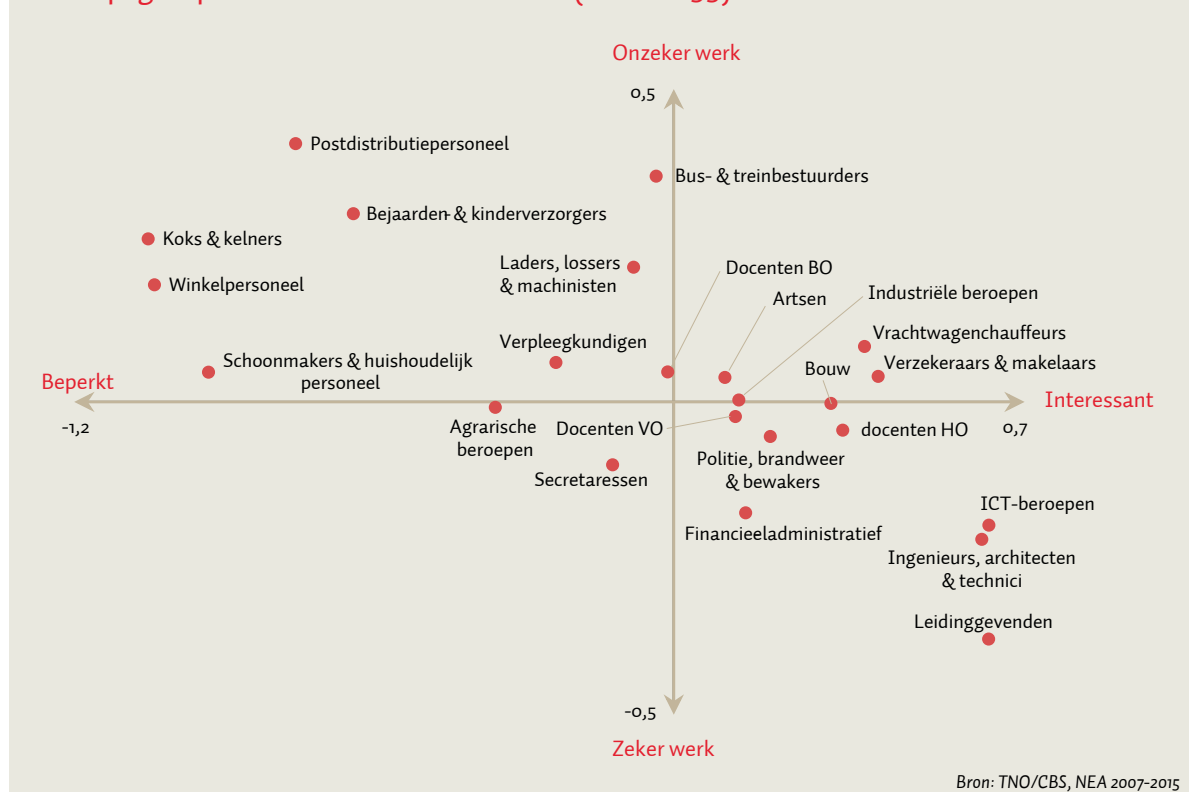 Onzeker werk
0,5
Postdistributiepersoneel
Bus- & treinbestuurders
Bejaarden- & kinderverzorgers
Koks & kelners
Laders, lossers
& machinisten
Docenten BO
Winkelpersoneel
Artsen
Industriële beroepen
Vrachtwagenchauffeurs
Verpleegkundigen
Schoonmakers & huishoudelijk
personeel
Bouw
Verzekeraars & makelaars
Beperkt
Interessant
-1,2
Agrarische
beroepen
Docenten VO
docenten HO
0,7
Politie, brandweer
& bewakers
Secretaressen
ICT-beroepen
Financieeladministratief
Ingenieurs, architecten
& technici
Leidinggevenden
-0,5
Zeker werk
Bron: TNO/CBS, NEA 2007-2015